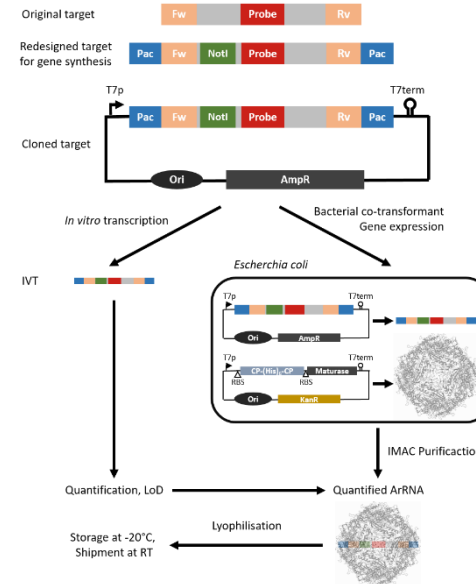 Original target
Fw Probe Rv
Redesigned target
for gene synthesis
Pac Fw NotI Probe Rv Pac
T7p T7term
Cloned target
Pac Fw NotI Probe Rv Pac
Ori AmpR
In vitro transcription
Bacterial co-transformant
Gene expression
Escherchia coli
IVT
T7p T7term
Ori AmpR
T7p T7term
CP-(His)6-CP Maturase
RBS RBS
Ori KanR
IMAC Purificactio
Quantification, LoD
Quantified ArRNA
Lyophilisation
Storage at -20°C,
Shipment at RT